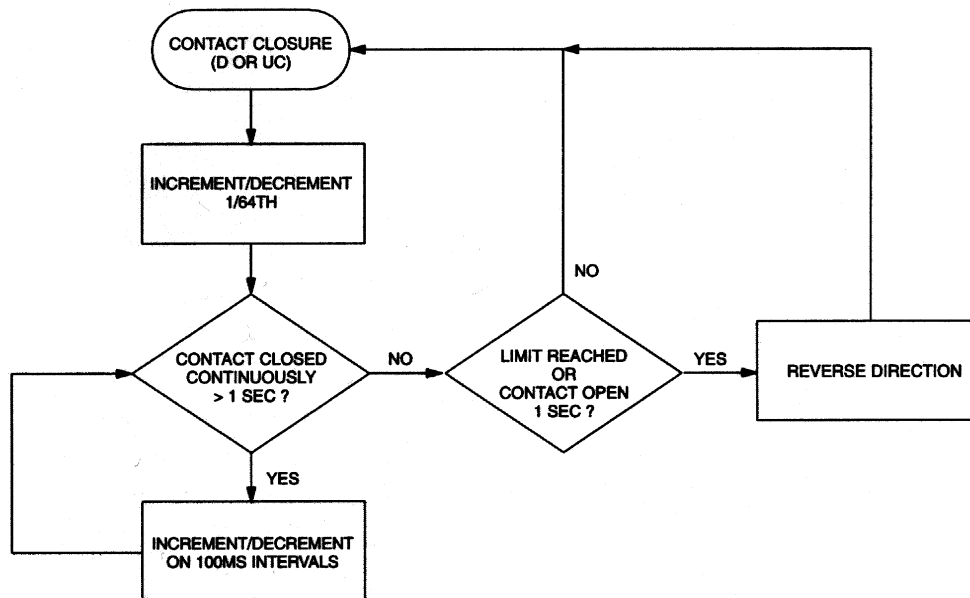 CONTACT CLOSURE
(D OR UC)
INCREMENT/DECREMENT
1/64TH
NO
CONTACT CLOSED
CONTINUOUSLY
> 1 SEC ?
NO
LIMIT REACHED
OR
CONTACT OPEN
1 SEC ?
YES
REVERSE DIRECTION
YES
INCREMENT/DECREMENT
ON 100MS INTERVALS